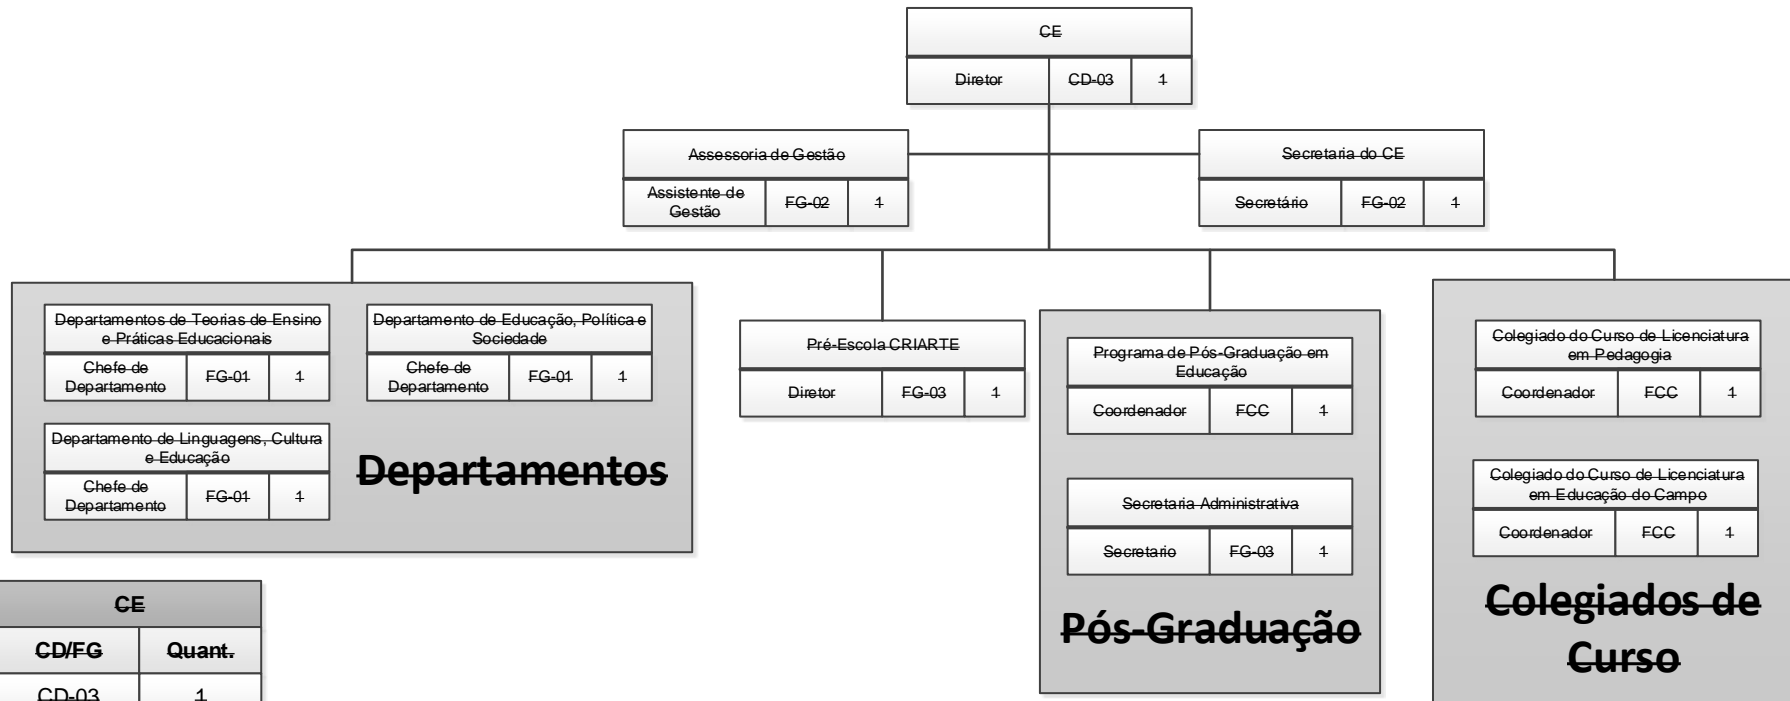 CE
Diretor CD-03 1
Assessoria de Gestão
Assistente de
Gestão
FG-02 1
Secretaria do CE
Secretário FG-02 1
Departamentos de Teorias de Ensino
e Práticas Educacionais
Chefe de
Departamento
FG-01 1
Departamento de Educação, Política e
Sociedade
Chefe de
Departamento
FG-01 1
Departamento de Linguagens, Cultura
e Educação
Chefe de
Departamento
FG-01 1
Departamentos
Pré-Escola CRIARTE
Diretor FG-03 1
Programa de Pós-Graduação em
Educação
Coordenador FCC 1
Secretaria Administrativa
Secretario FG-03 1
Pós-Graduação
Colegiado do Curso de Licenciatura
em Pedagogia
Coordenador FCC 1
Colegiado do Curso de Licenciatura
em Educação do Campo
Coordenador FCC 1
Colegiados de
Curso
CE
CD/FG Quant.
CD-03 1